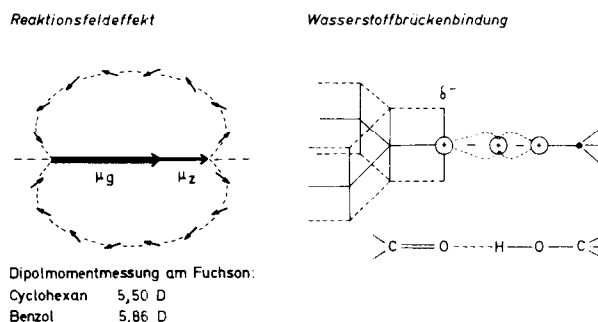 Reaktionsfeldeffekt
μg μz
Dipolmomentmessung am Fuchson:
Cyclohexan 5,50 D
Benzol 5,86 D
Wasserstoffbrückenbindung
δ-
C O H O C